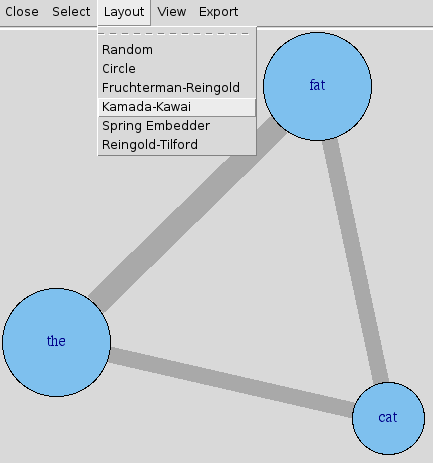 Close Select Layout View Export
Random
Circle
Fruchterman-Reingold
Kamada-Kawai
Spring Embedder
Reingold-Tilford
fat
the
cat